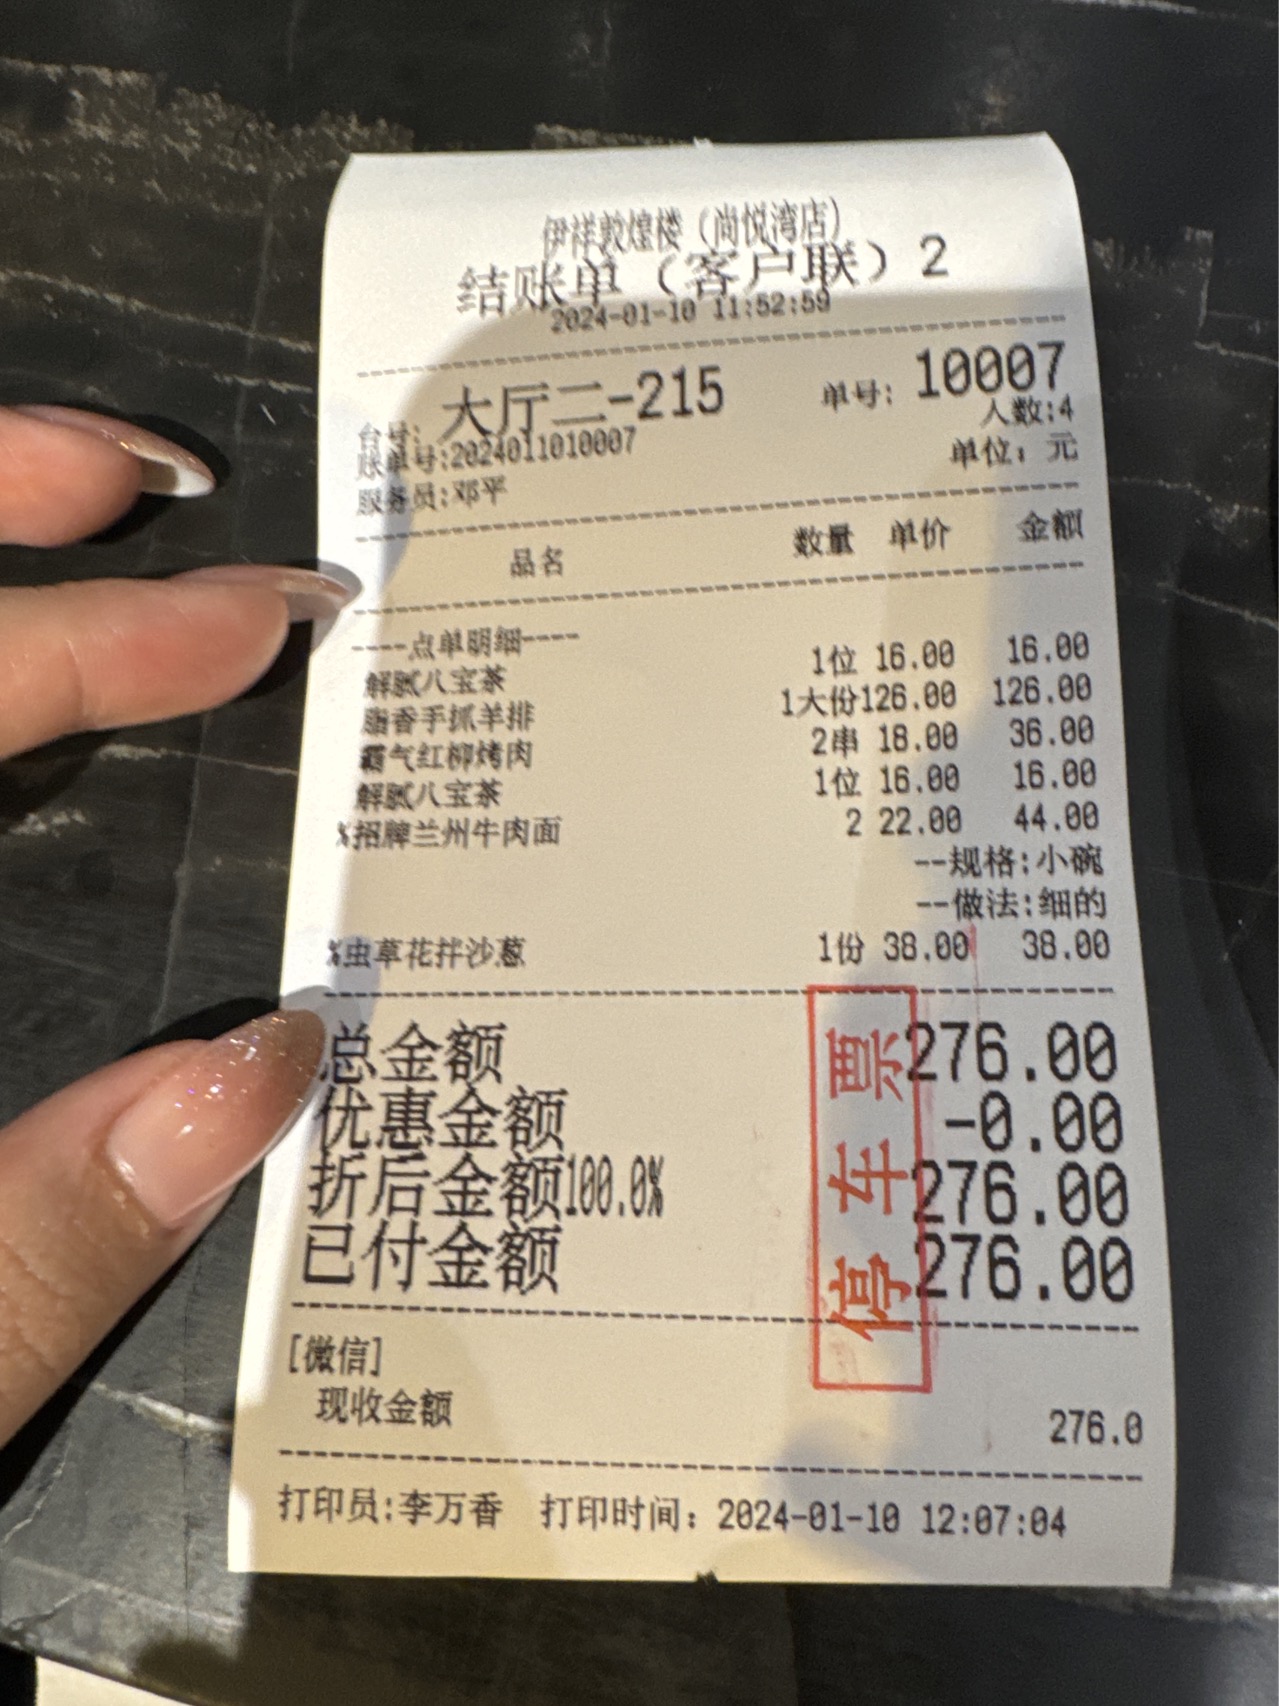 伊祥敦煌楼（尚悦湾店）
结账单（客户联）2
2024-01-10 11:52:59
台号: 大厅二-215 单号: 10007
人数:4
账单号:2024011010007 单位：元
服务员:邓平
品名 数量 单价 金额
----点单明细----
解腻八宝茶 1位 16.00 16.00
脂香手抓羊排 1大份126.00 126.00
霸气红柳烤肉 2串 18.00 36.00
解腻八宝茶 1位 16.00 16.00
%招牌兰州牛肉面 2 22.00 44.00
--规格:小碗
--做法:细的
%虫草花拌沙葱 1份 38.00 38.00
总金额 276.00
优惠金额 -0.00
折后金额100.0% 276.00
已付金额 276.00
停车票
[微信]
现收金额 276.0
打印员:李万香 打印时间：2024-01-10 12:07:04